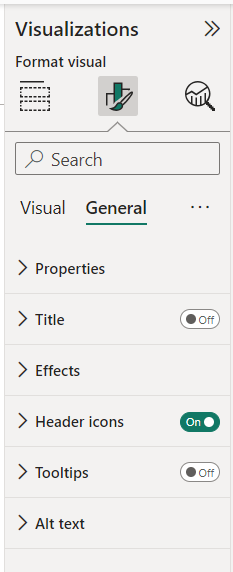 Visualizations
Format visual
Search
Visual General ...
Properties
Title Off
Effects
Header icons On
Tooltips Off
Alt text